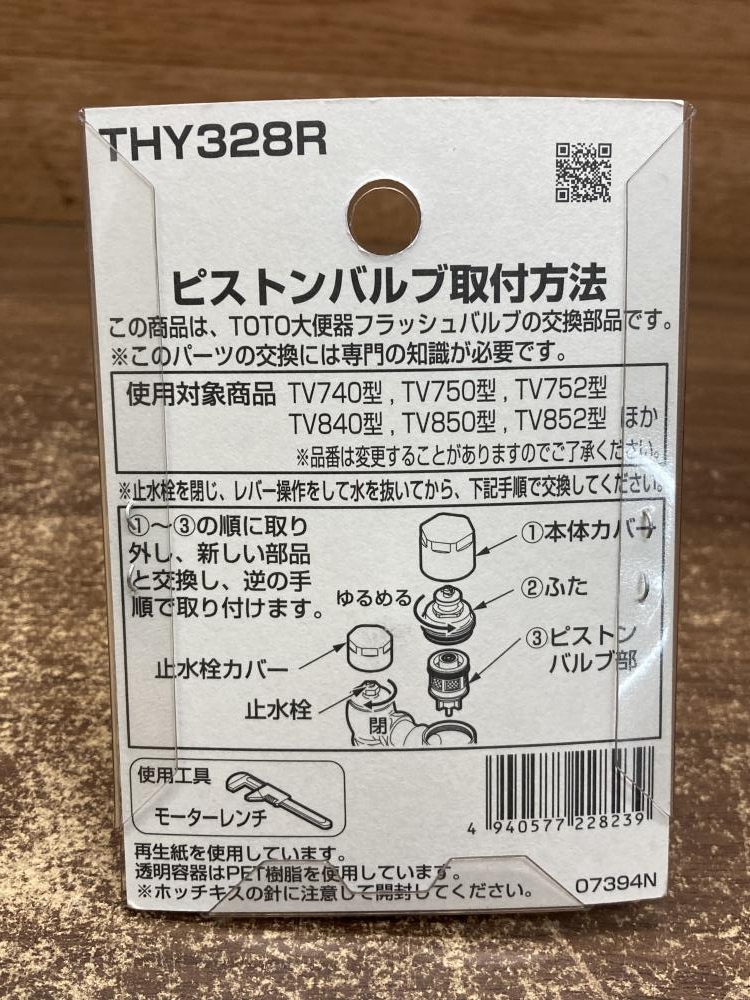 THY328R
ピストンバルブ取付方法
この商品は、TOTO大便器フラッシュバルブの交換部品です。
※このパーツの交換には専門の知識が必要です。
使用対象商品 TV740型 , TV750型 , TV752型
TV840型 , TV850型 , TV852型 ほか
※品番は変更することがありますのでご了承ください。
※止水栓を閉じ、レバー操作をして水を抜いてから、下記手順で交換してください。
①〜③の順に取り
外し、新しい部品
と交換し、逆の手
順で取り付けます。
①本体カバー
②ふた
ゆるめる
③ピストン
バルブ部
止水栓カバー
止水栓
閉
使用工具
モーターレンチ
4 940577 228239
再生紙を使用しています。
透明容器はPET樹脂を使用しています。
※ホッチキスの針に注意して開封してください。
07394N